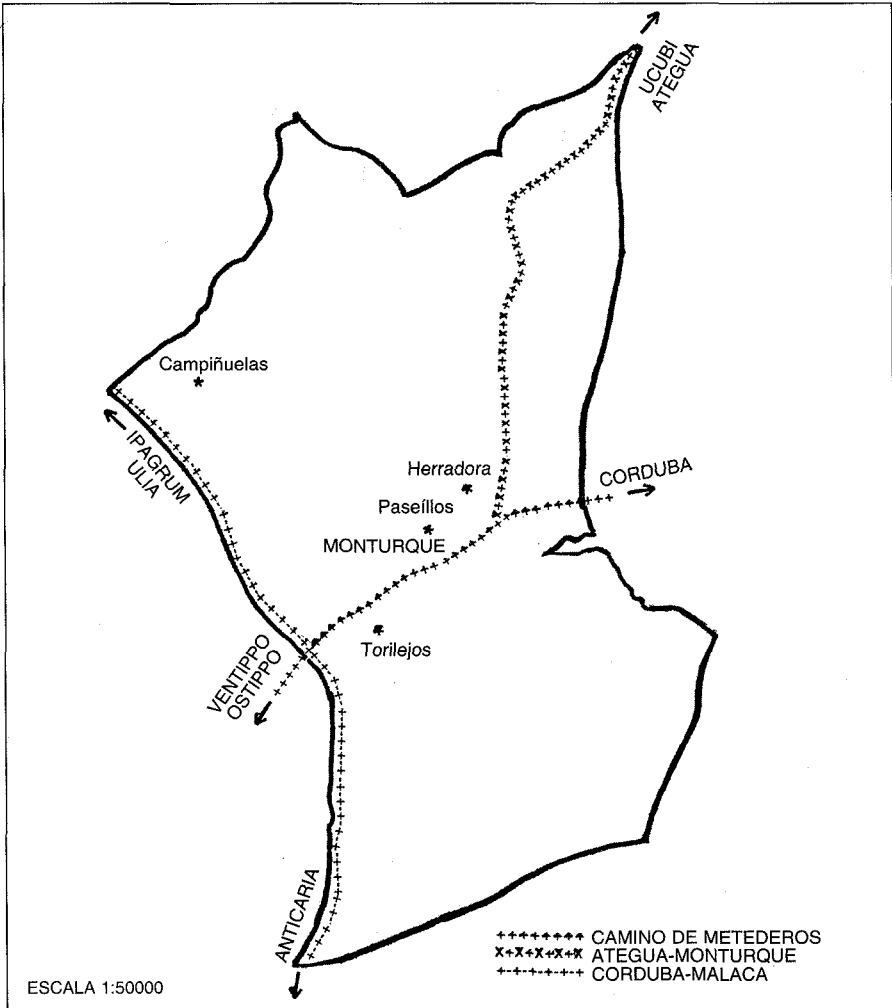 UCUBI
ATEGUA
Campiñuelas
IPAGRUM
ULIA
Herradora
CORDUBA
Paseíllos
MONTURQUE
Torilejos
VENTIPPO
OSTIPPO
ANTICARIA
CAMINO DE METEDEROS
ATEGUA-MONTURQUE
CORDUBA-MALACA
ESCALA 1:50000